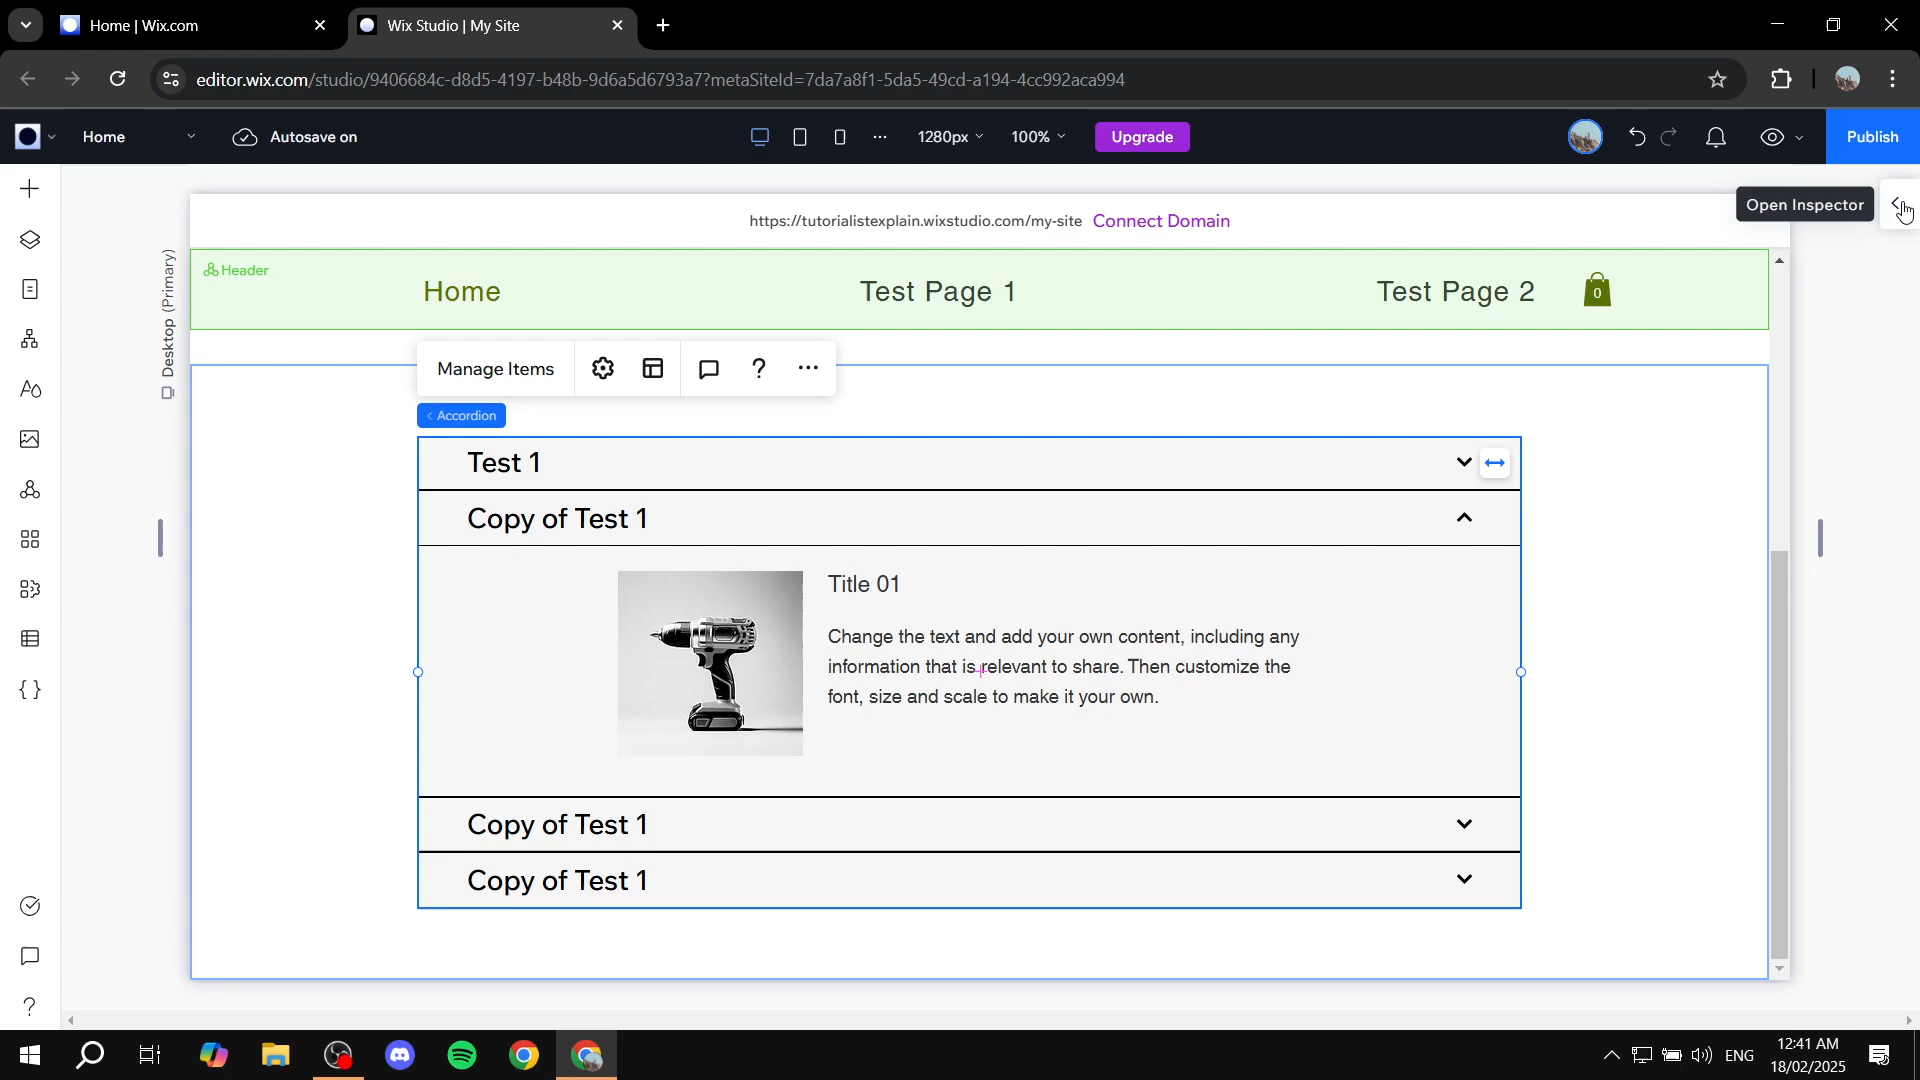 Home | Wix.com
Wix Studio | My Site
editor.wix.com/studio/9406684c-d8d5-4197-b48b-9d6a5d6793a7?metaSiteId=7da7a8f1-5da5-49cd-a194-4cc992aca994
Home
Autosave on
1280px
100%
Upgrade
Publish
Open Inspector
https://tutorialistexplain.wixstudio.com/my-site Connect Domain
Desktop (Primary)
Header
Home
Test Page 1
Test Page 2
0
Manage Items
?
< Accordion
Test 1
Copy of Test 1
Title 01
Change the text and add your own content, including any
information that is relevant to share. Then customize the
font, size and scale to make it your own.
Copy of Test 1
Copy of Test 1
?
ENG
12:41 AM
18/02/2025